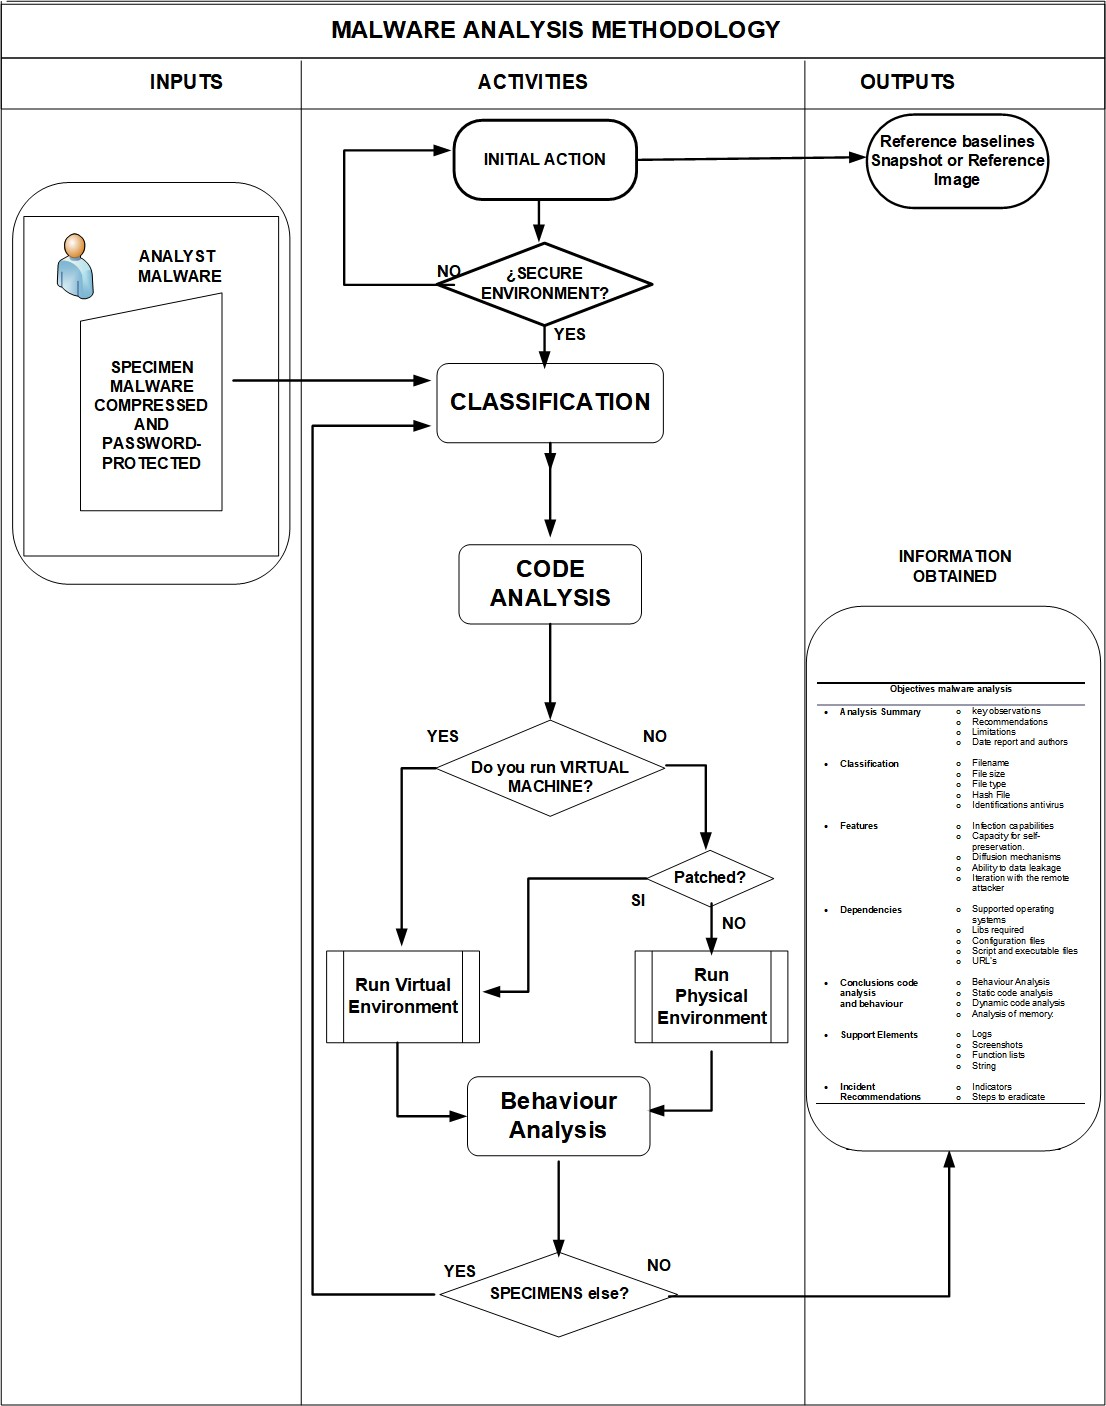 MALWARE ANALYSIS METHODOLOGY
INPUTS
ACTIVITIES
OUTPUTS
INITIAL ACTION
Reference baselines
Snapshot or Reference
Image
ANALYST
MALWARE
NO
¿SECURE
ENVIRONMENT?
YES
SPECIMEN
MALWARE
COMPRESSED
AND
PASSWORD-
PROTECTED
CLASSIFICATION
CODE
ANALYSIS
YES
NO
Do you run VIRTUAL
MACHINE?
Patched?
SI
NO
Run Virtual
Environment
Run
Physical
Environment
Behaviour
Analysis
YES
NO
SPECIMENS else?
INFORMATION
OBTAINED
Objectives malware analysis
• Analysis Summary
o key observations
o Recommendations
o Limitations
o Date report and authors
• Classification
o Filename
o File size
o File type
o Hash File
o Identifications antivirus
• Features
o Infection capabilities
o Capacity for self-
preservation.
o Diffusion mechanisms
o Ability to data leakage
o Iteration with the remote
attacker
• Dependencies
o Supported operating
systems
o Libs required
o Configuration files
o Script and executable files
o URL's
• Conclusions code
analysis
and behaviour
o Behaviour Analysis
o Static code analysis
o Dynamic code analysis
o Analysis of memory.
• Support Elements
o Logs
o Screenshots
o Function lists
o String
• Incident
Recommendations
o Indicators
o Steps to eradicate